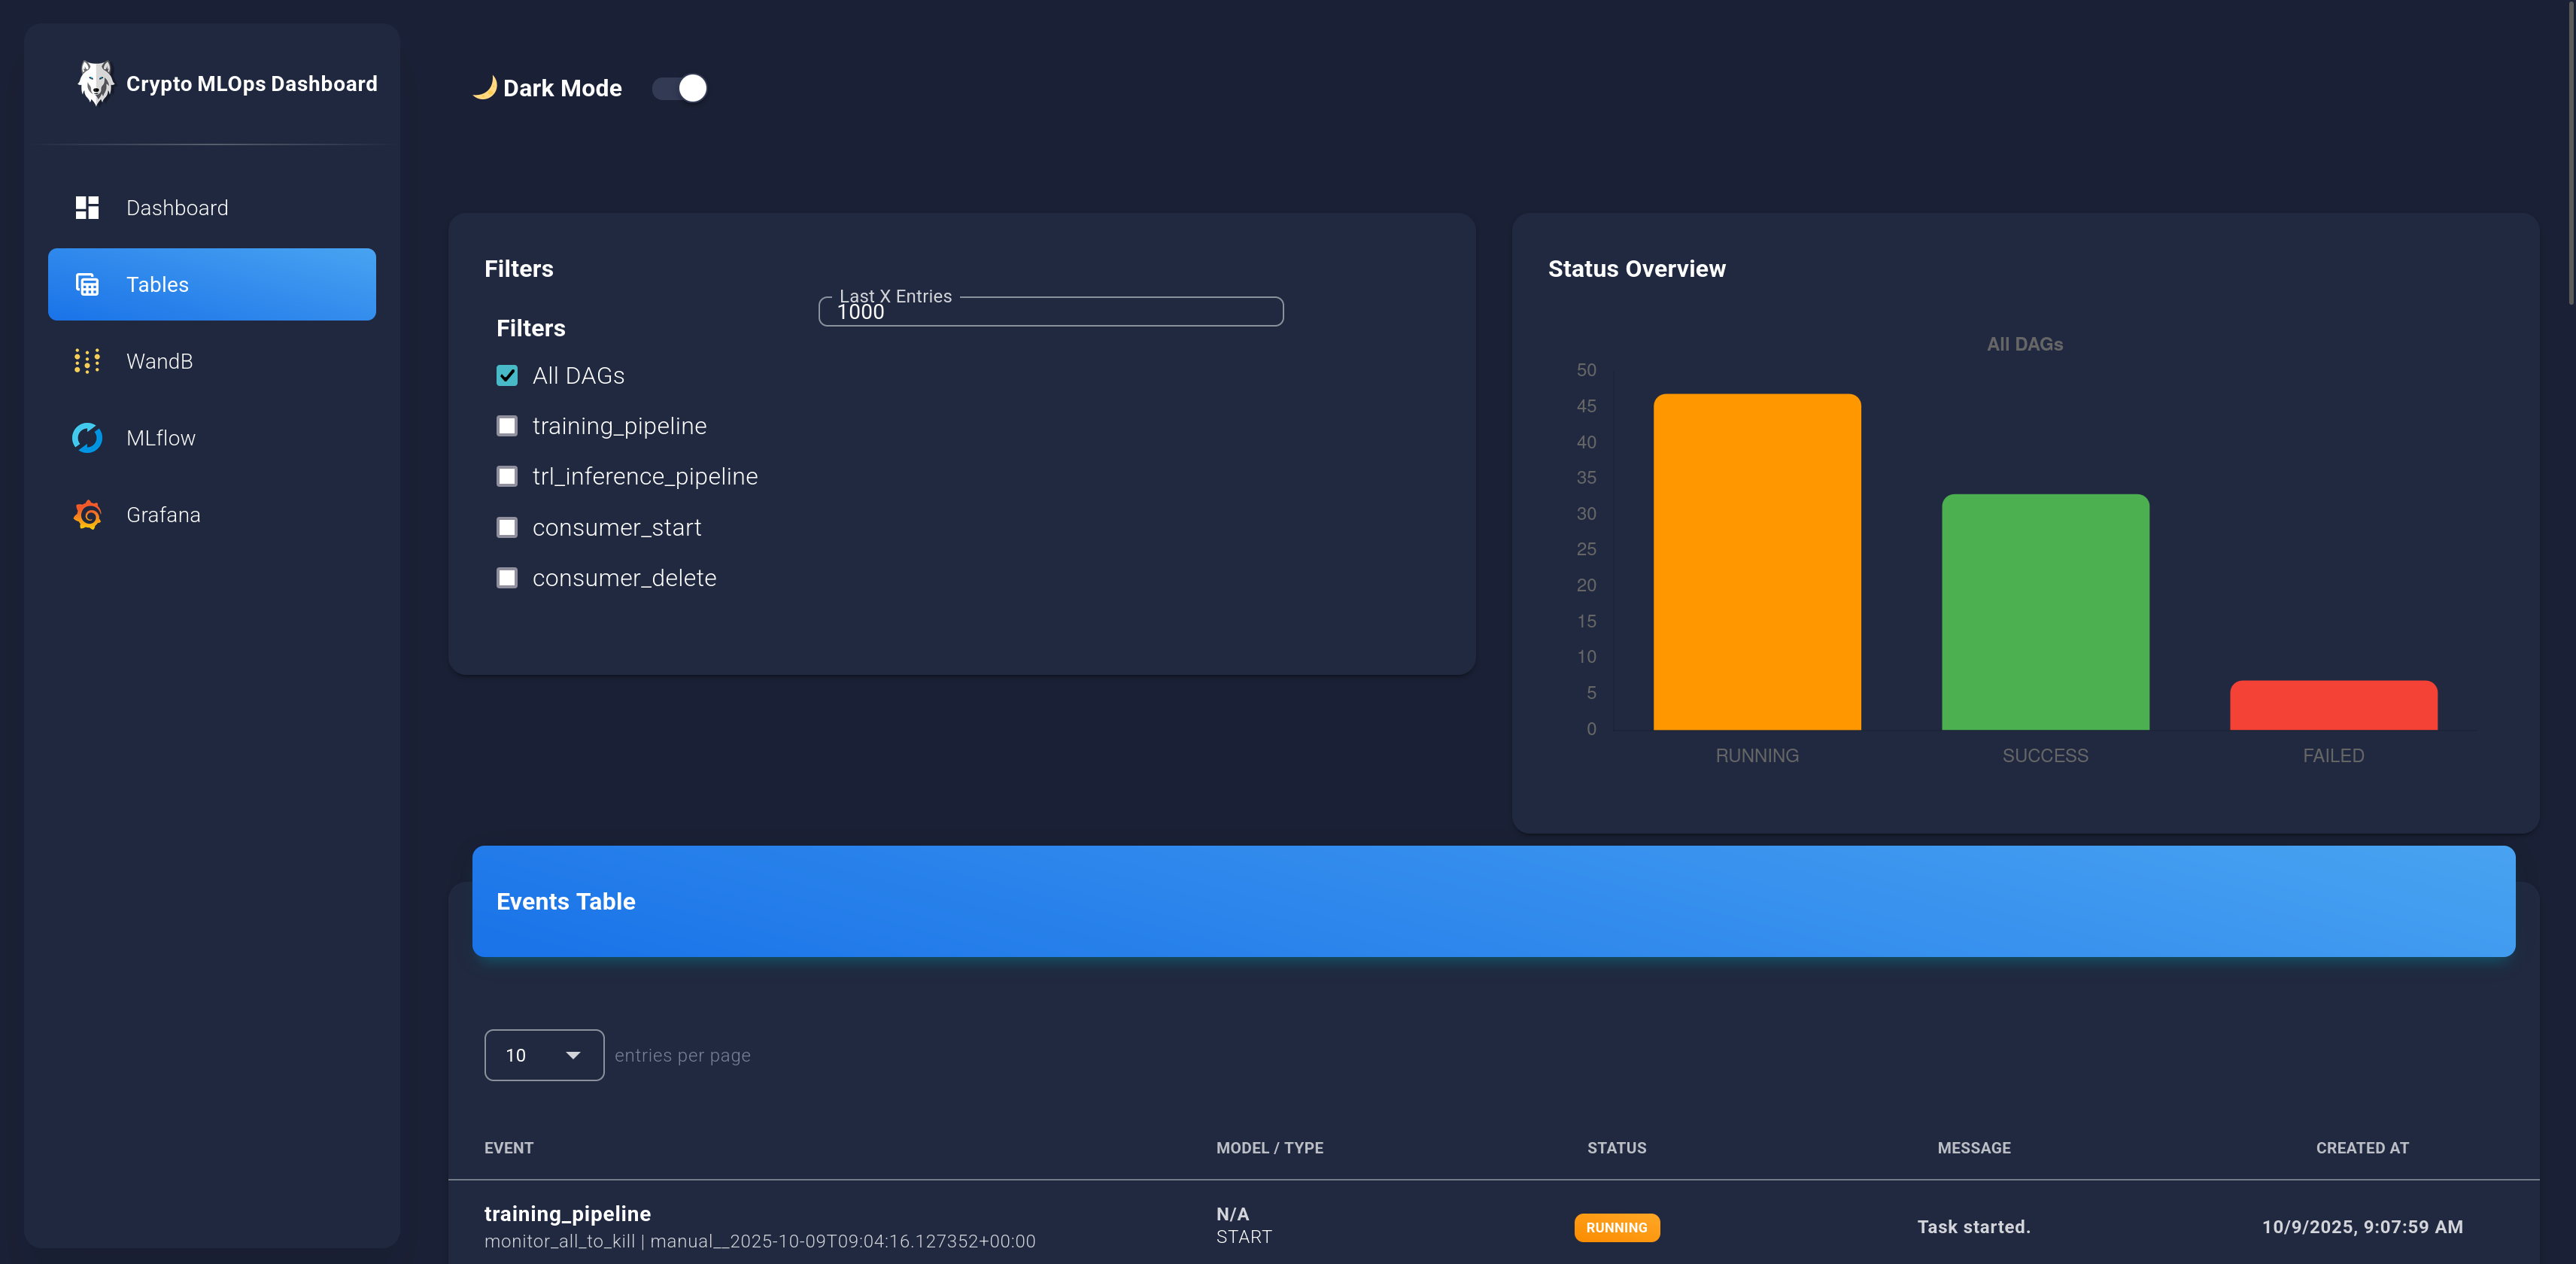 Crypto MLOps Dashboard
Dashboard
Tables
WandB
MLflow
Grafana
🌙 Dark Mode
Filters
Last X Entries
1000
Filters
All DAGs
training_pipeline
trl_inference_pipeline
consumer_start
consumer_delete
Status Overview
All DAGs
50
45
40
35
30
25
20
15
10
5
0
RUNNING SUCCESS FAILED
Events Table
10 entries per page
EVENT MODEL / TYPE STATUS MESSAGE CREATED AT
training_pipeline N/A
RUNNING Task started. 10/9/2025, 9:07:59 AM
monitor_all_to_kill | manual__2025-10-09T09:04:16.127352+00:00 START